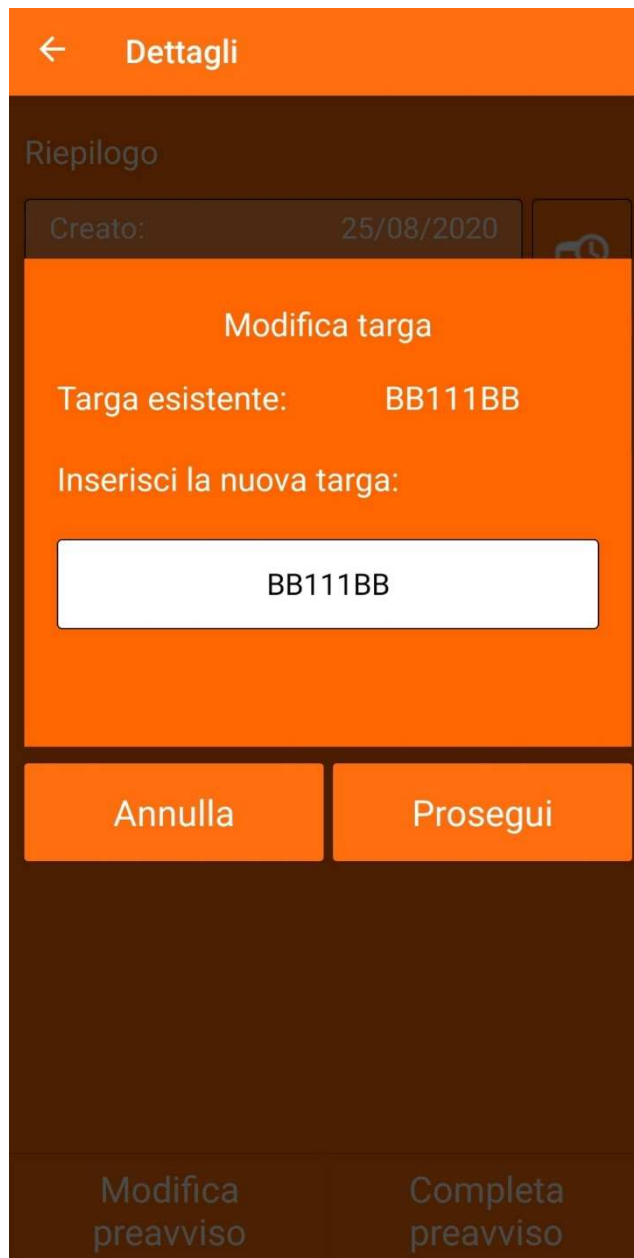 Dettagli
Riepilogo
Creato: 25/08/2020
Modifica targa
Targa esistente: BB111BB
Inserisci la nuova targa:
BB111BB
Annulla Prosegui
Modifica Completa
preavviso preavviso